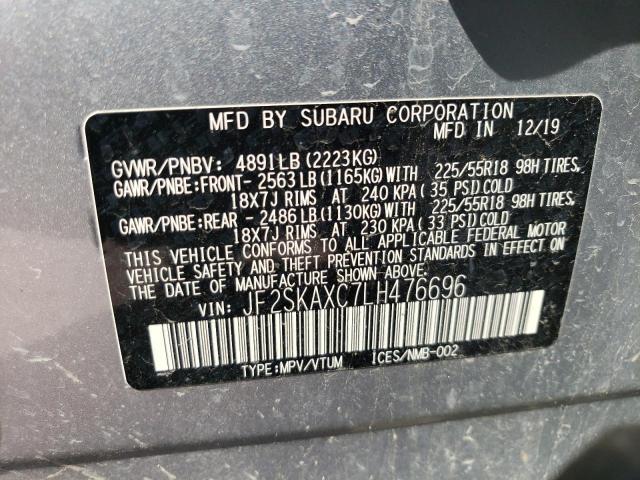 MFD BY SUBARU CORPORATION
MFD IN 12/19
GVWR/PNBV: 4891LB (2223KG)
GAWR/PNBE:FRONT- 2563LB(1165KG)WITH 225/55R18 98H TIRES,
18X7J RIMS AT 240 KPA(35 PSI)COLD
GAWR/PNBE:REAR - 2486LB(1130KG)WITH 225/55R18 98H TIRES,
18X7J RIMS AT 230 KPA(33 PSI)COLD
THIS VEHICLE CONFORMS TO ALL APPLICABLE FEDERAL MOTOR
VEHICLE SAFETY AND THEFT PREVENTION STANDARDS IN EFFECT ON
THE DATE OF MANUFACTURE SHOWN-ABOVE.
VIN: JF2SKAXC7LH476696
TYPE:MPV/VTUM ICES/NMB-002